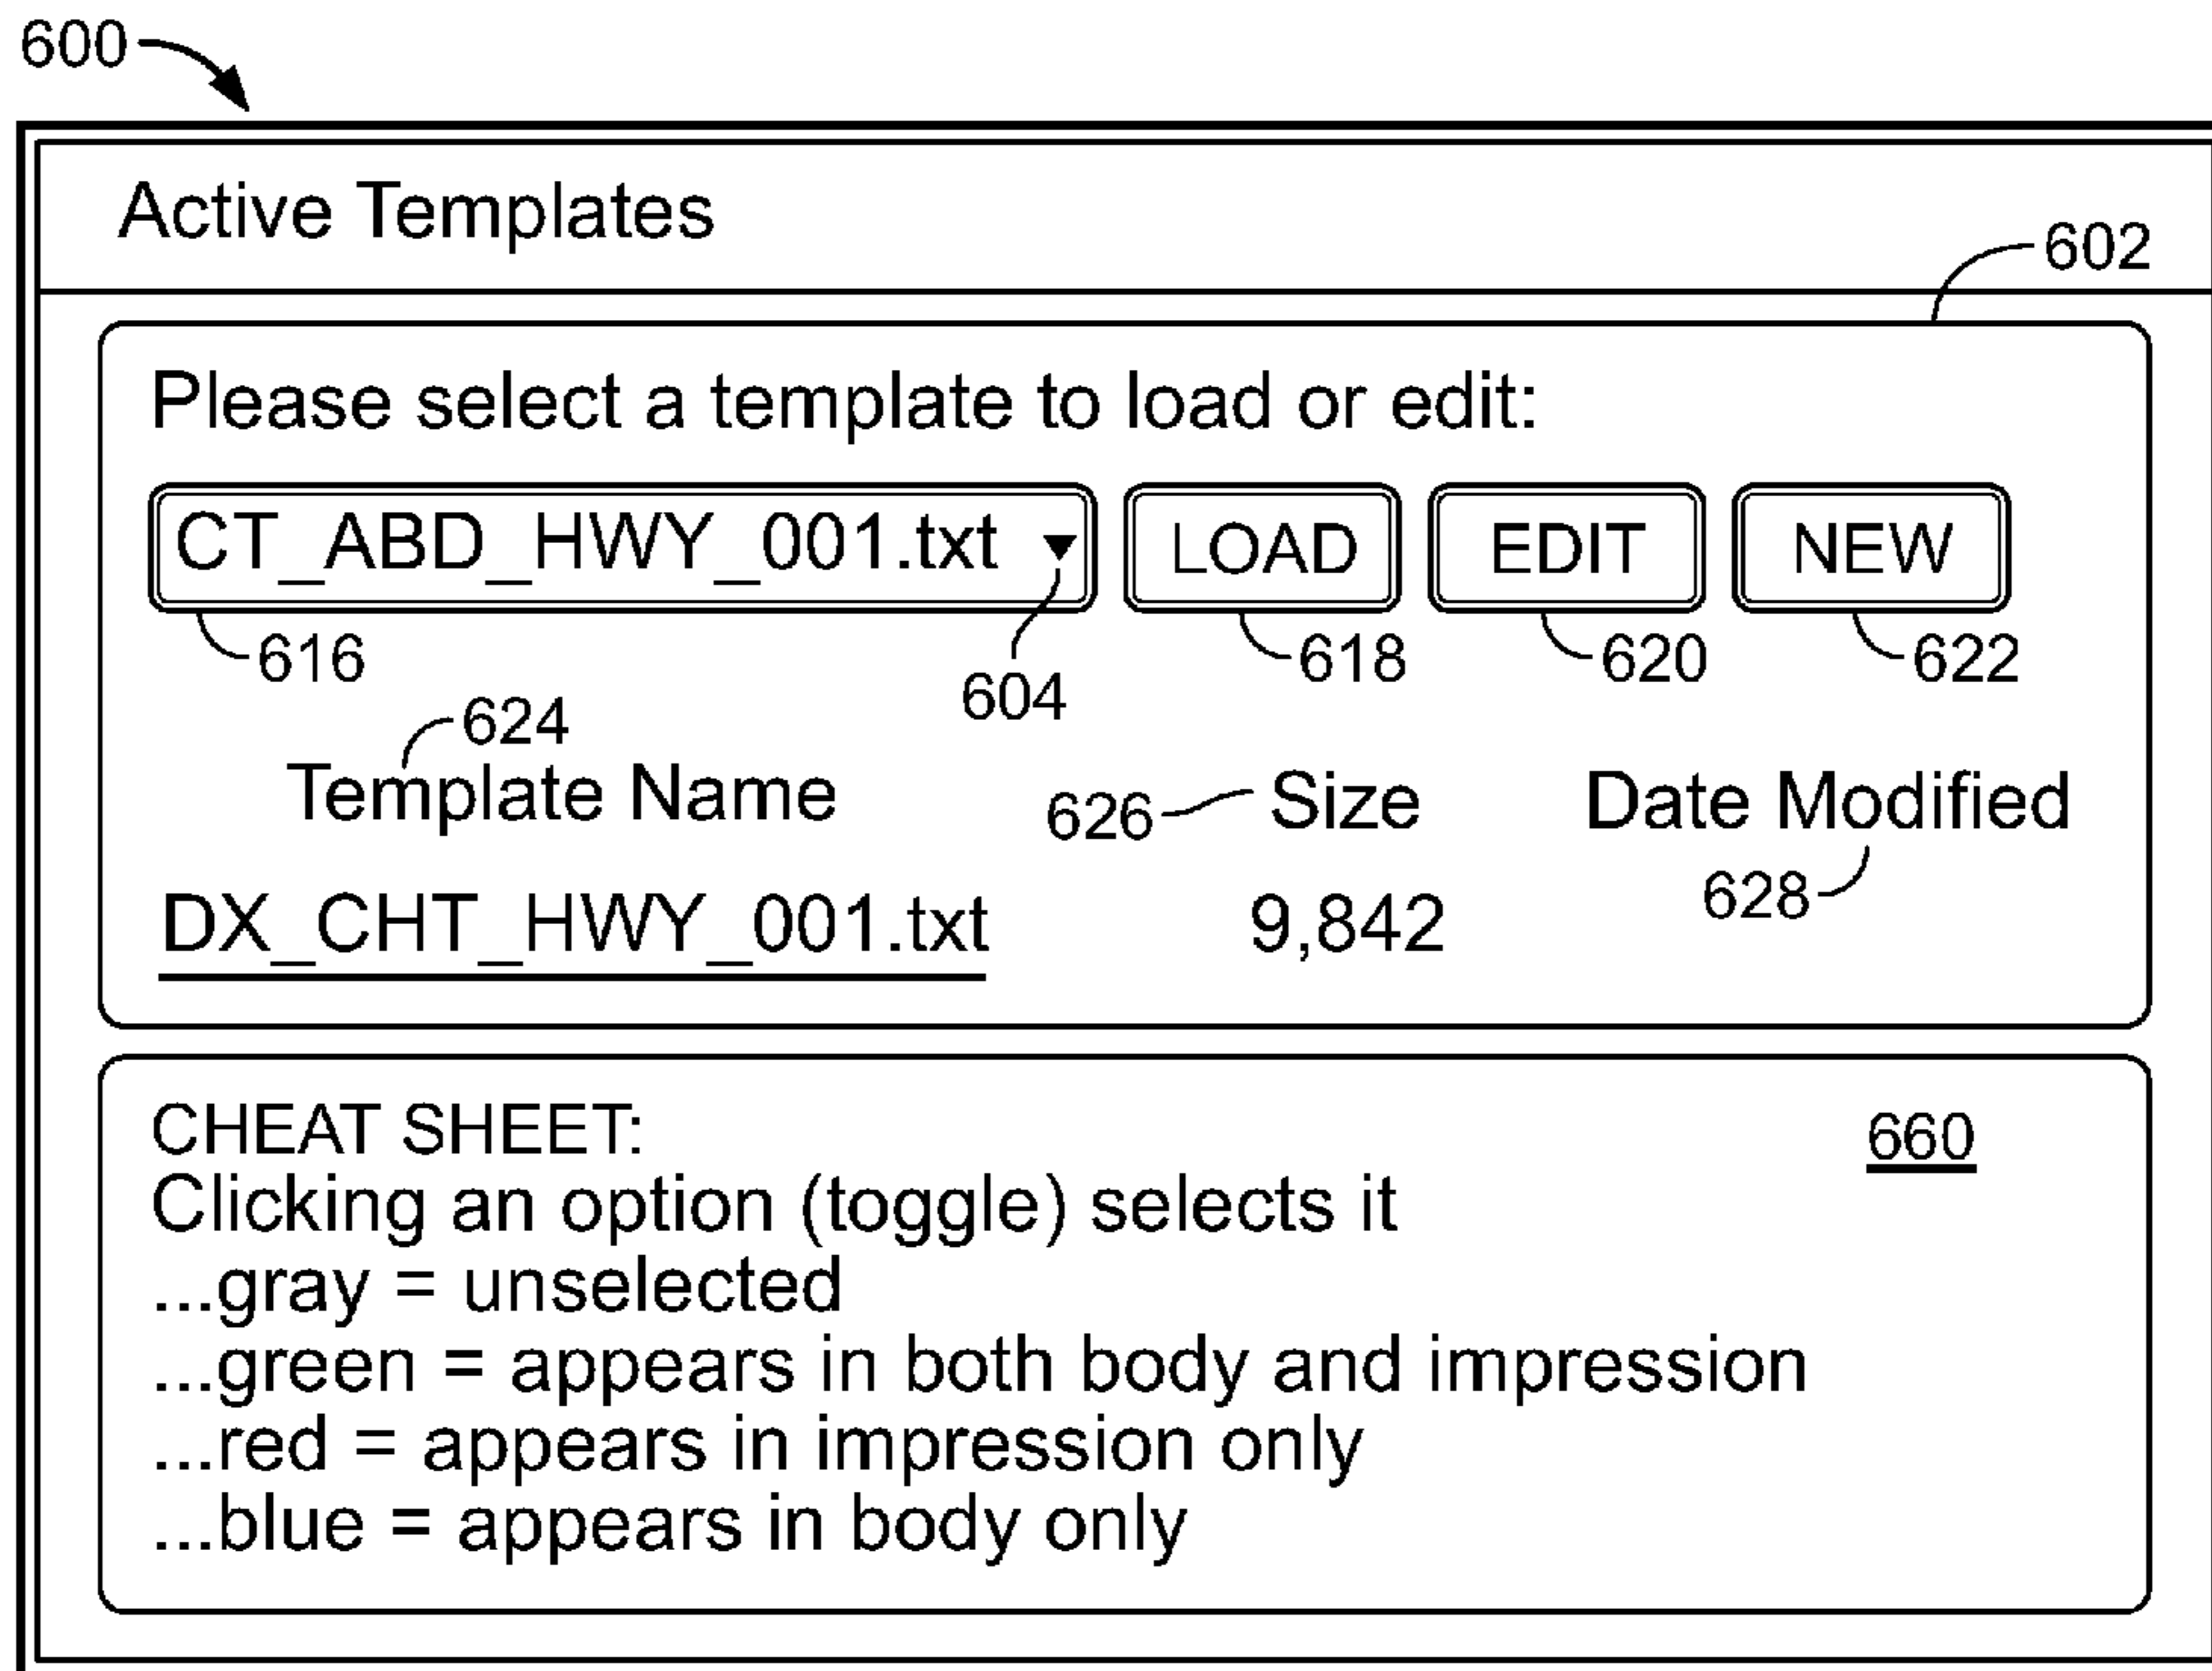 600
Active Templates
602
Please select a template to load or edit:
CT_ABD_HWY_001.txt LOAD EDIT NEW
616 604 618 620 622
624
Template Name 626 Size Date Modified
628
DX_CHT_HWY_001.txt 9,842
CHEAT SHEET: 660
Clicking an option (toggle) selects it
...gray = unselected
...green = appears in both body and impression
...red = appears in impression only
...blue = appears in body only